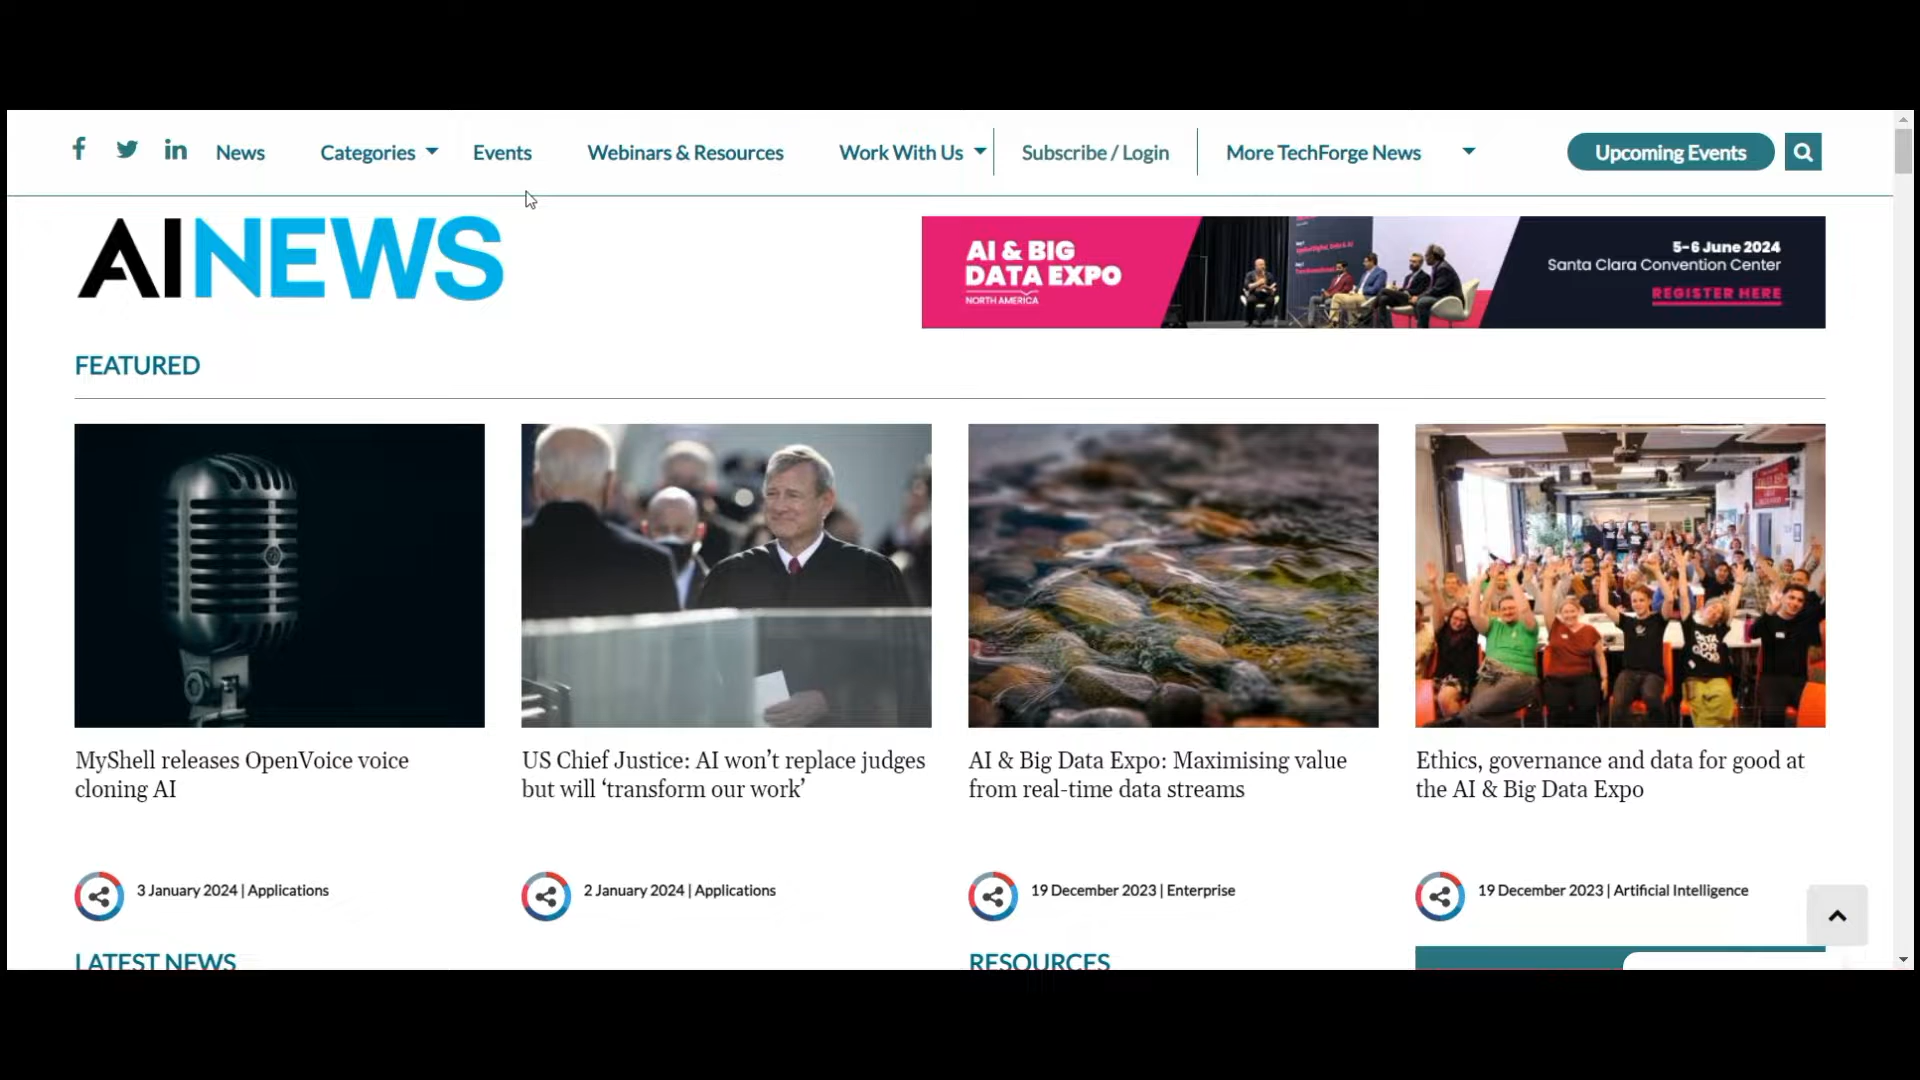 News
Categories
Events
Webinars & Resources
Work With Us
Subscribe / Login
More TechForge News
Upcoming Events
AINEWS
AI & BIG
DATA EXPO
NORTH AMERICA
5-6 June 2024
Santa Clara Convention Center
REGISTER HERE
FEATURED
MyShell releases OpenVoice voice
cloning AI
US Chief Justice: AI won’t replace judges
but will ‘transform our work’
AI & Big Data Expo: Maximising value
from real-time data streams
Ethics, governance and data for good at
the AI & Big Data Expo
3 January 2024 | Applications
2 January 2024 | Applications
19 December 2023 | Enterprise
19 December 2023 | Artificial Intelligence
LATEST NEWS
RESOURCES